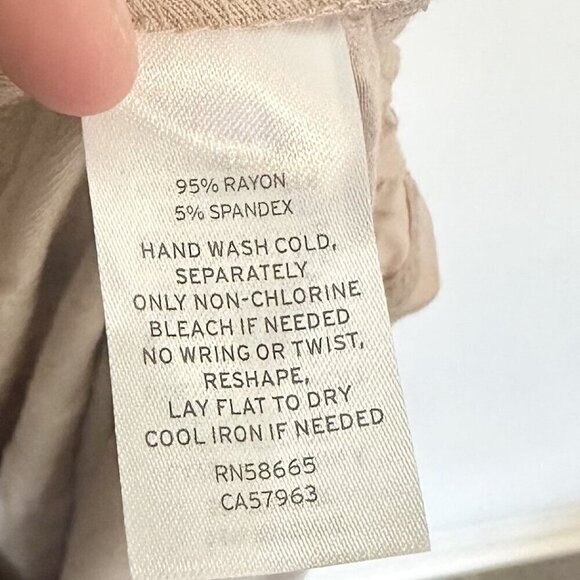 95% RAYON
5% SPANDEX
HAND WASH COLD,
SEPARATELY
ONLY NON-CHLORINE
BLEACH IF NEEDED
NO WRING OR TWIST,
RESHAPE,
LAY FLAT TO DRY
COOL IRON IF NEEDED
RN58665
CA57963